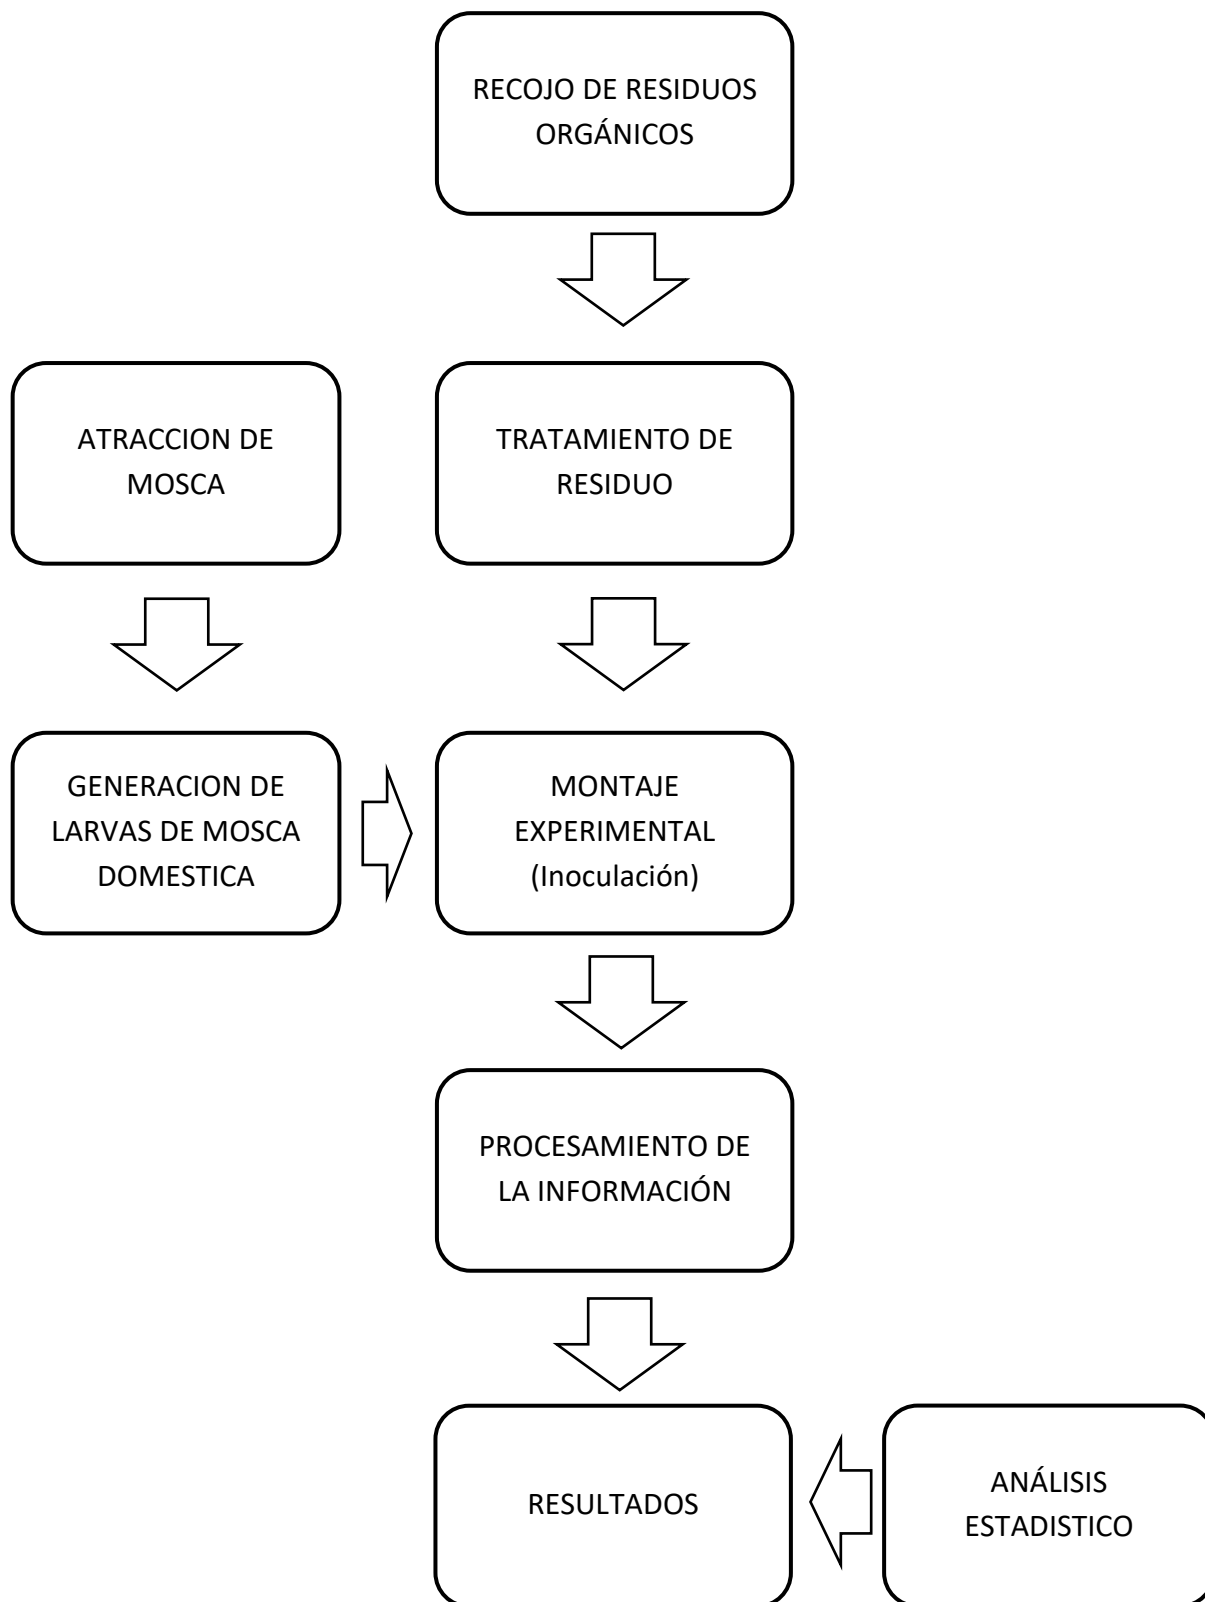 RECOJO DE RESIDUOS
ORGÁNICOS
ATRACCION DE
MOSCA
TRATAMIENTO DE
RESIDUO
GENERACION DE
LARVAS DE MOSCA
DOMESTICA
MONTAJE
EXPERIMENTAL
(Inoculación)
PROCESAMIENTO DE
LA INFORMACIÓN
RESULTADOS
ANÁLISIS
ESTADISTICO